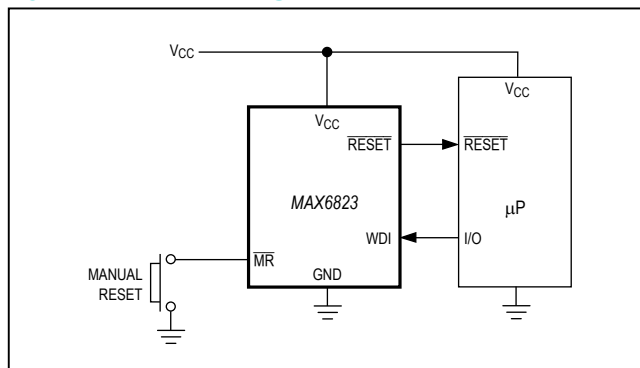 VCC
VCC
VCC
RESET
RESET
MAX6823
µP
WDI
I/O
MR
MANUAL
RESET
GND